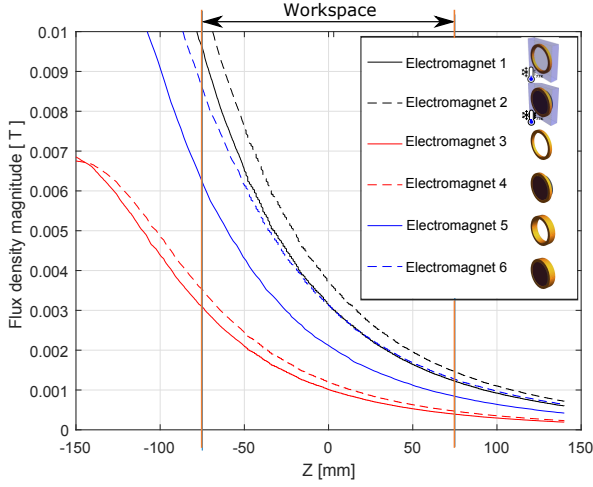 Workspace
0.01
0.009
0.008
0.007
0.006
0.005
0.004
0.003
0.002
0.001
0
Flux density magnitude [ T ]
Electromagnet 1
Electromagnet 2
Electromagnet 3
Electromagnet 4
Electromagnet 5
Electromagnet 6
-150 -100 -50 0 50 100 150
Z [mm]